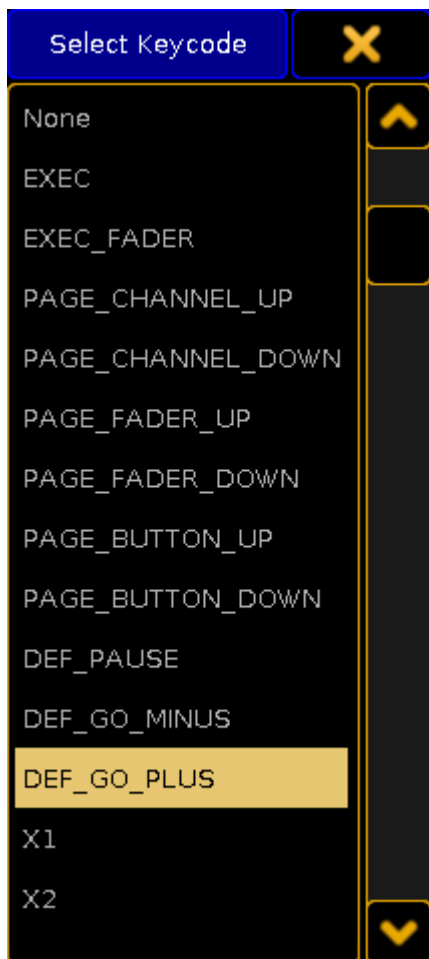 Select Keycode
None
EXEC
EXEC_FADER
PAGE_CHANNEL_UP
PAGE_CHANNEL_DOWN
PAGE_FADER_UP
PAGE_FADER_DOWN
PAGE_BUTTON_UP
PAGE_BUTTON_DOWN
DEF_PAUSE
DEF_GO_MINUS
DEF_GO_PLUS
X1
X2